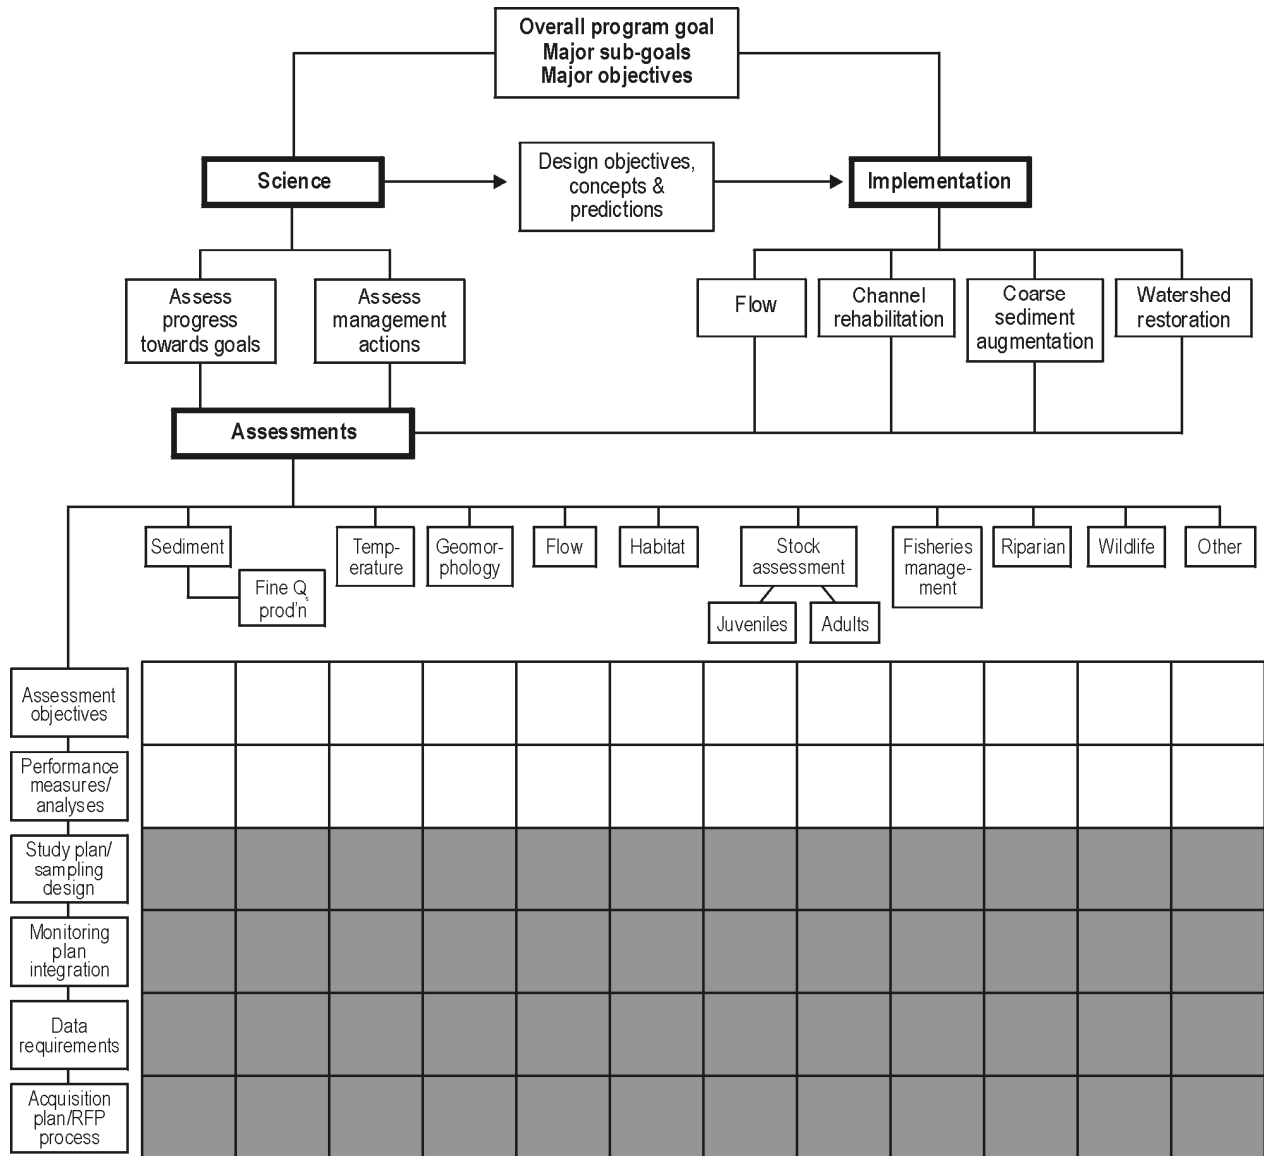 Overall program goal
Major sub-goals
Major objectives
Science
Design objectives,
concepts &
predictions
Implementation
Assess
progress
towards goals
Assess
management
actions
Flow
Channel
rehabilitation
Coarse
sediment
augmentation
Watershed
restoration
Assessments
Sediment
Fine Qs
prod'n
Temp-
erature
Geomor-
phology
Flow
Habitat
Stock
assessment
Juveniles
Adults
Fisheries
manage-
ment
Riparian
Wildlife
Other
Assessment
objectives
Performance
measures/
analyses
Study plan/
sampling
design
Monitoring
plan
integration
Data
requirements
Acquisition
plan/RFP
process